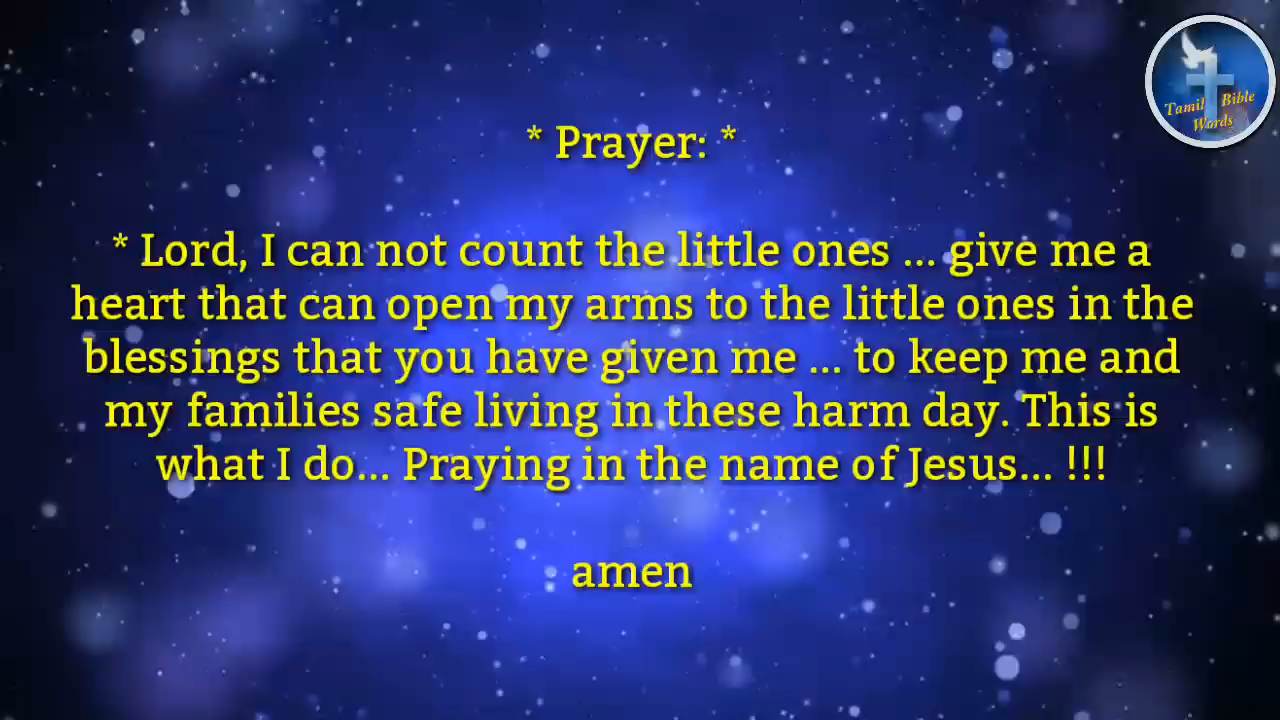 Tamil Bible
Words
* Prayer: *
* Lord, I can not count the little ones ... give me a
heart that can open my arms to the little ones in the
blessings that you have given me ... to keep me and
my families safe living in these harm day. This is
what I do... Praying in the name of Jesus... !!!
amen